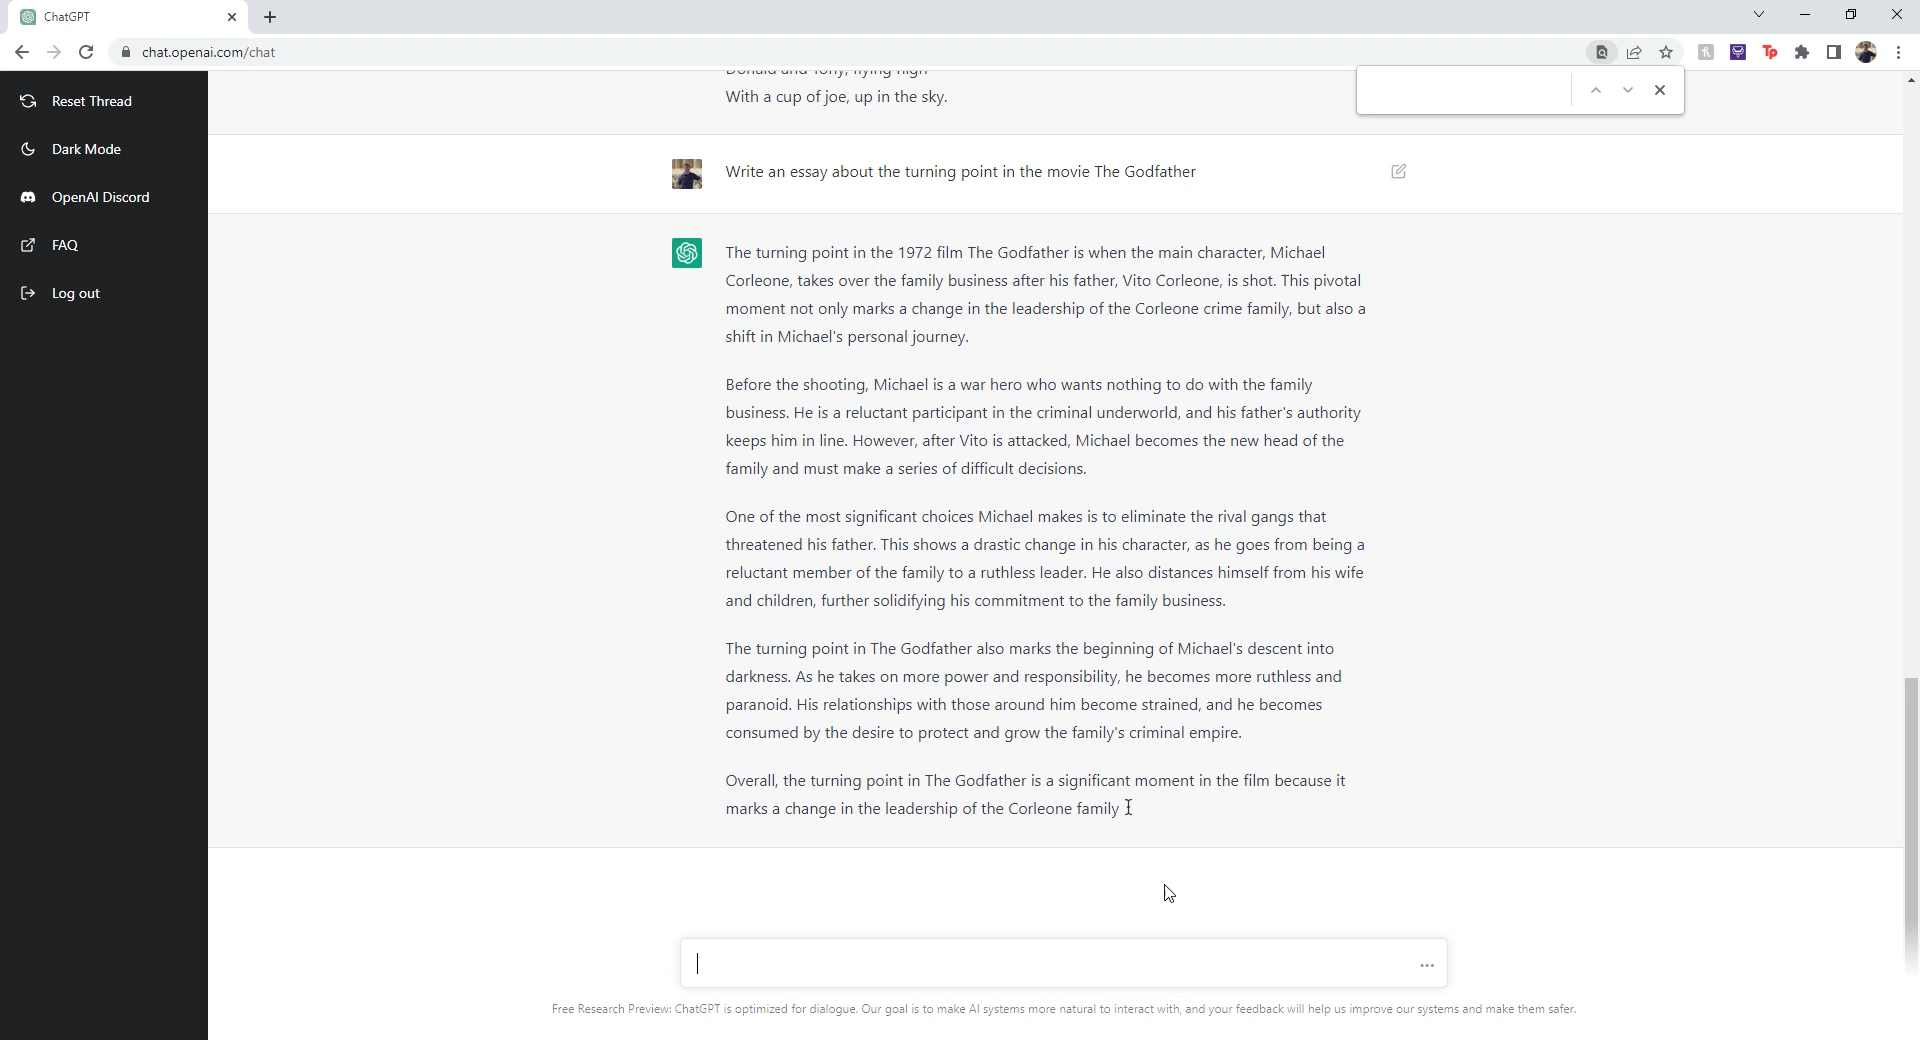 ChatGPT
chat.openai.com/chat
Reset Thread
Dark Mode
OpenAI Discord
FAQ
Log out
Donald and Tony, flying high
With a cup of joe, up in the sky.
Write an essay about the turning point in the movie The Godfather
The turning point in the 1972 film The Godfather is when the main character, Michael
Corleone, takes over the family business after his father, Vito Corleone, is shot. This pivotal
moment not only marks a change in the leadership of the Corleone crime family, but also a
shift in Michael's personal journey.
Before the shooting, Michael is a war hero who wants nothing to do with the family
business. He is a reluctant participant in the criminal underworld, and his father's authority
keeps him in line. However, after Vito is attacked, Michael becomes the new head of the
family and must make a series of difficult decisions.
One of the most significant choices Michael makes is to eliminate the rival gangs that
threatened his father. This shows a drastic change in his character, as he goes from being a
reluctant member of the family to a ruthless leader. He also distances himself from his wife
and children, further solidifying his commitment to the family business.
The turning point in The Godfather also marks the beginning of Michael's descent into
darkness. As he takes on more power and responsibility, he becomes more ruthless and
paranoid. His relationships with those around him become strained, and he becomes
consumed by the desire to protect and grow the family's criminal empire.
Overall, the turning point in The Godfather is a significant moment in the film because it
marks a change in the leadership of the Corleone family
Free Research Preview: ChatGPT is optimized for dialogue. Our goal is to make AI systems more natural to interact with, and your feedback will help us improve our systems and make them safer.